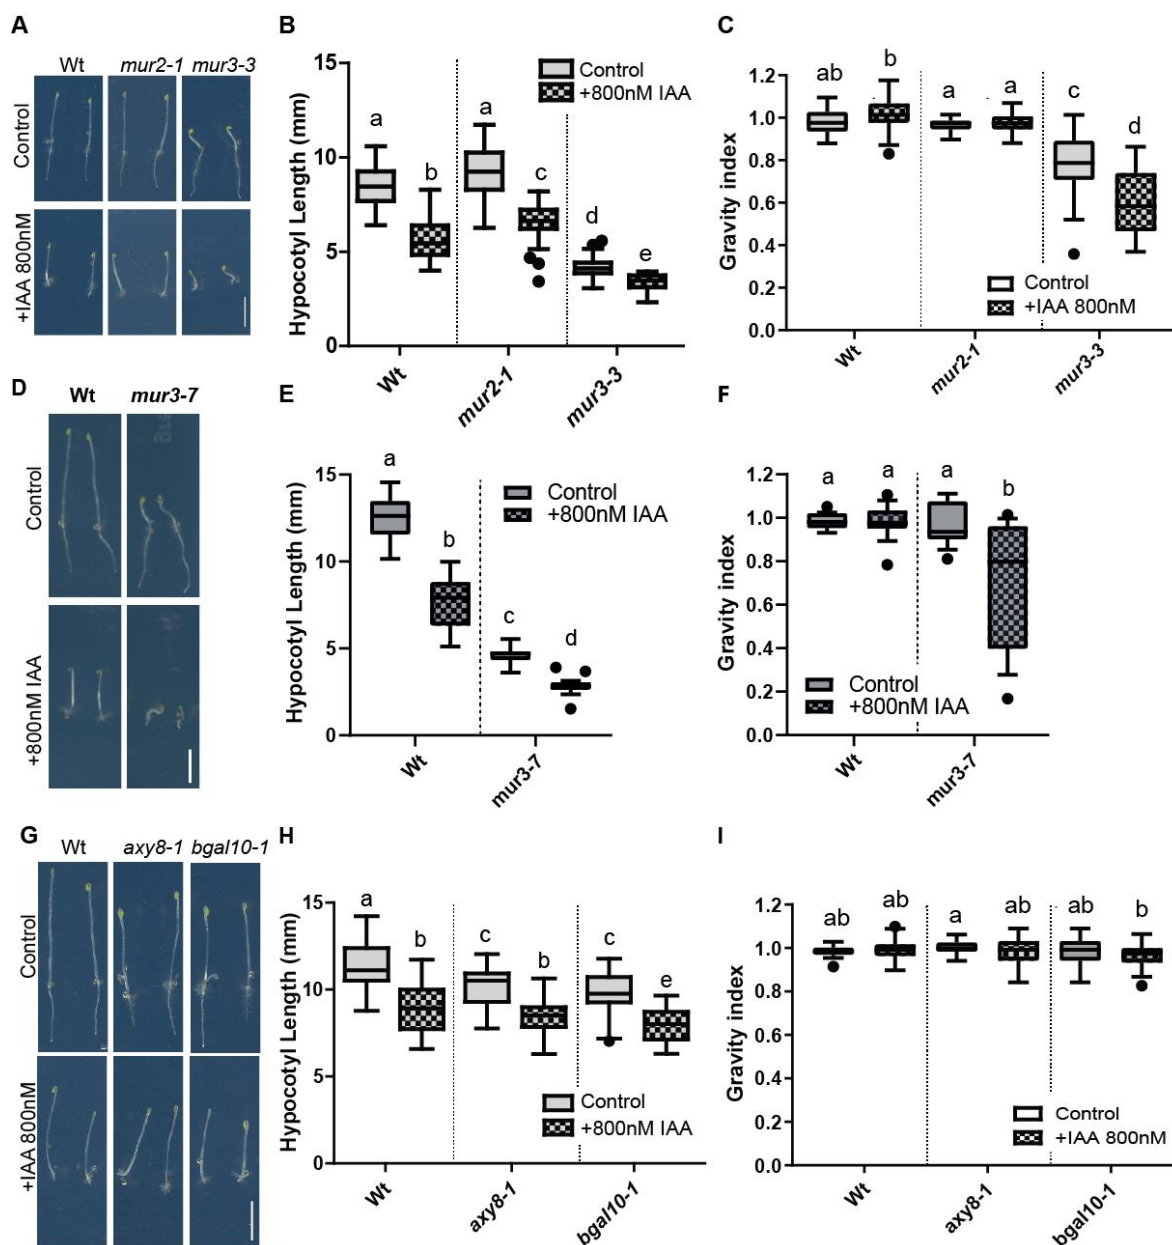 A
Wt mur2-1 mur3-3
Control
+IAA 800nM
B
Hypocotyl Length (mm)
15
10
5
0
Control
+800nM IAA
a
b
a
c
d
e
Wt
mur2-1
mur3-3
C
Gravity index
1.2
1.0
0.8
0.6
0.4
0.2
0.0
ab
b
a
a
c
d
Control
+IAA 800nM
Wt
mur2-1
mur3-3
D
Wt mur3-7
Control
+800nM IAA
E
Hypocotyl Length (mm)
15
10
5
0
a
b
c
d
Control
+800nM IAA
Wt
mur3-7
F
Gravity index
1.2
1.0
0.8
0.6
0.4
0.2
0.0
a
a
a
b
Control
+800nM IAA
Wt
mur3-7
G
Wt axy8-1 bgal10-1
Control
+IAA 800nM
H
Hypocotyl Length (mm)
15
10
5
0
a
b
c
b
c
e
Control
+800nM IAA
Wt
axy8-1
bgal10-1
I
Gravity index
1.2
1.0
0.8
0.6
0.4
0.2
0.0
ab
ab
a
ab
ab
b
Control
+IAA 800nM
Wt
axy8-1
bgal10-1